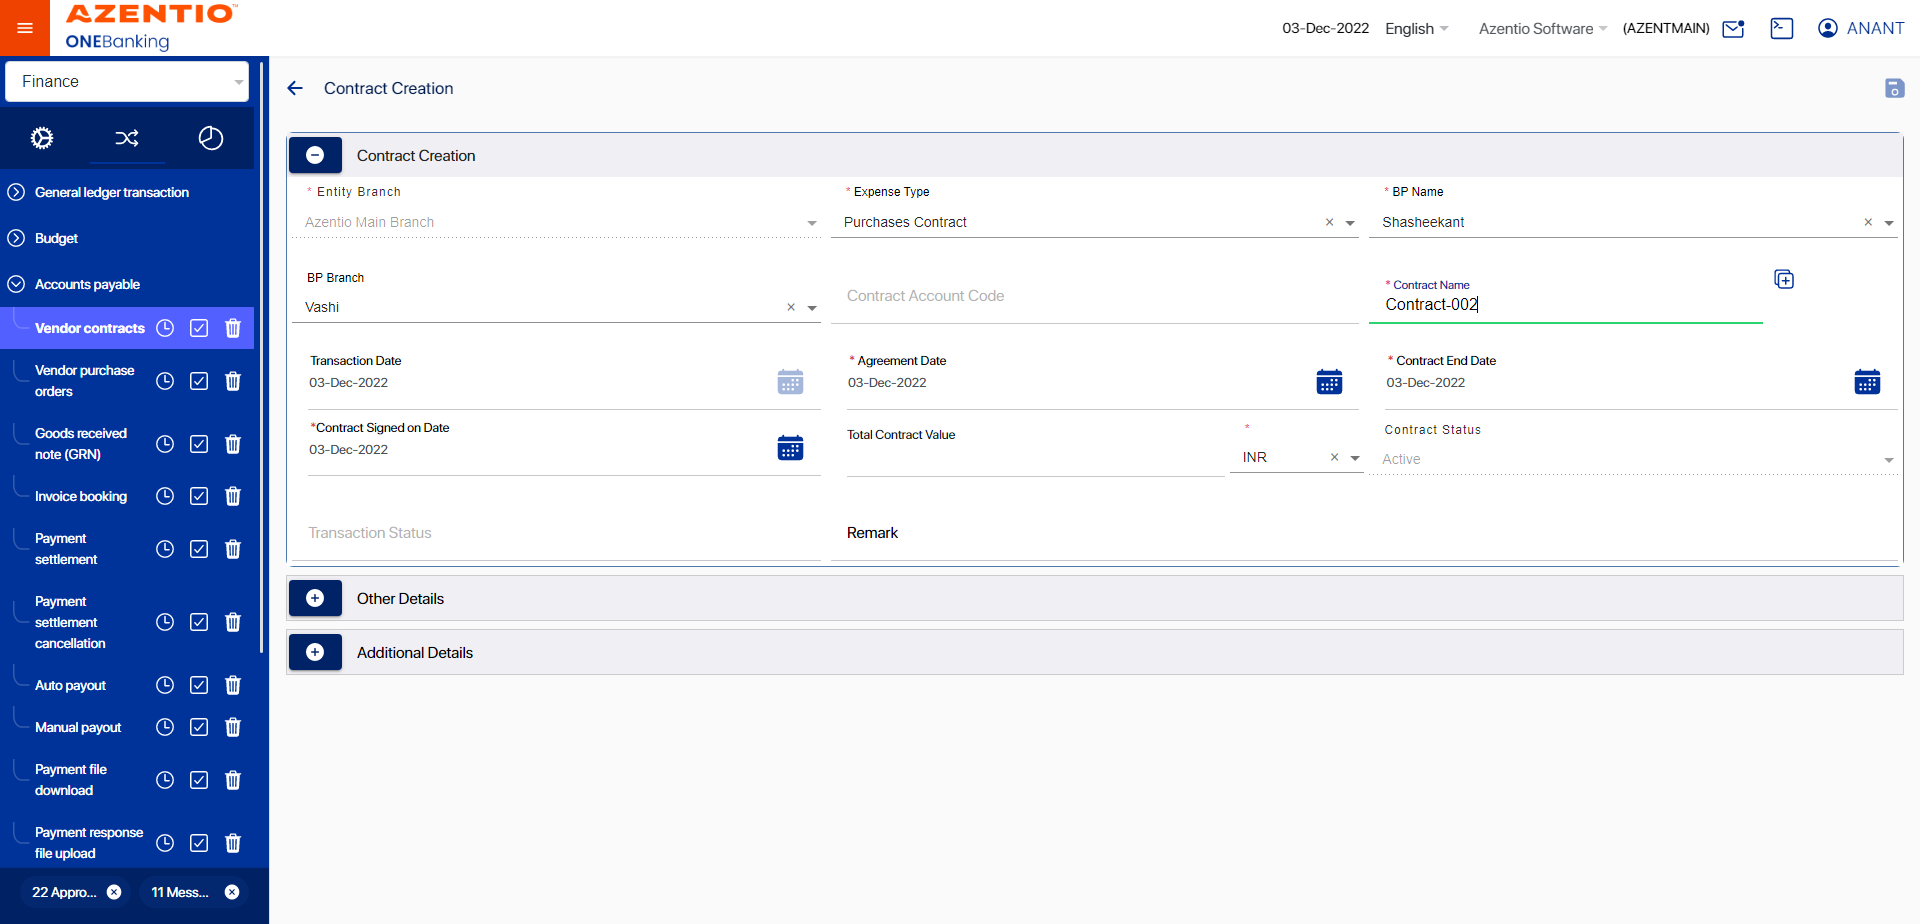 AZENTIO™
ONEBanking
03-Dec-2022
English
Azentio Software
(AZENTMAIN)
ANANT
Finance
General ledger transaction
Budget
Accounts payable
Vendor contracts
Vendor purchase
orders
Goods received
note (GRN)
Invoice booking
Payment
settlement
Payment
settlement
cancellation
Auto payout
Manual payout
Payment file
download
Payment response
file upload
22 Appro...
11 Mess...
Contract Creation
Contract Creation
* Entity Branch
Azentio Main Branch
* Expense Type
Purchases Contract
* BP Name
Shasheekant
BP Branch
Vashi
Contract Account Code
* Contract Name
Contract-002
Transaction Date
03-Dec-2022
* Agreement Date
03-Dec-2022
* Contract End Date
03-Dec-2022
*Contract Signed on Date
03-Dec-2022
Total Contract Value
*
INR
Contract Status
Active
Transaction Status
Remark
Other Details
Additional Details